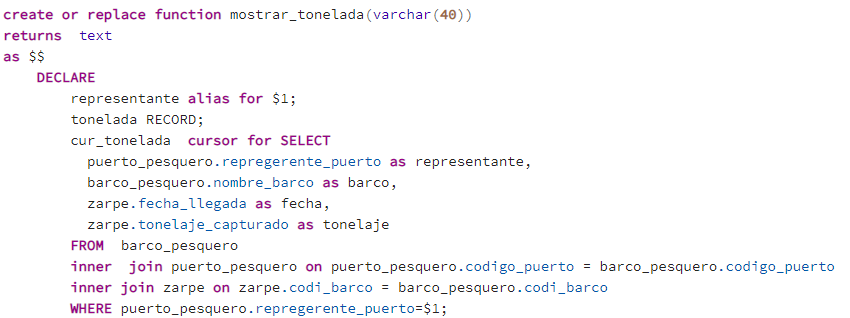 create or replace function mostrar_tonelada(varchar(40))
returns  text
as $$
DECLARE
representante alias for $1;
tonelada RECORD;
cur_tonelada  cursor for SELECT
puerto_pesquero.repregerente_puerto as representante,
barco_pesquero.nombre_barco as barco,
zarpe.fecha_llegada as fecha,
zarpe.tonelaje_capturado as tonelaje
FROM  barco_pesquero
inner  join puerto_pesquero on puerto_pesquero.codigo_puerto = barco_pesquero.codigo_puerto
inner join zarpe on zarpe.codi_barco = barco_pesquero.codi_barco
WHERE puerto_pesquero.repregerente_puerto=$1;